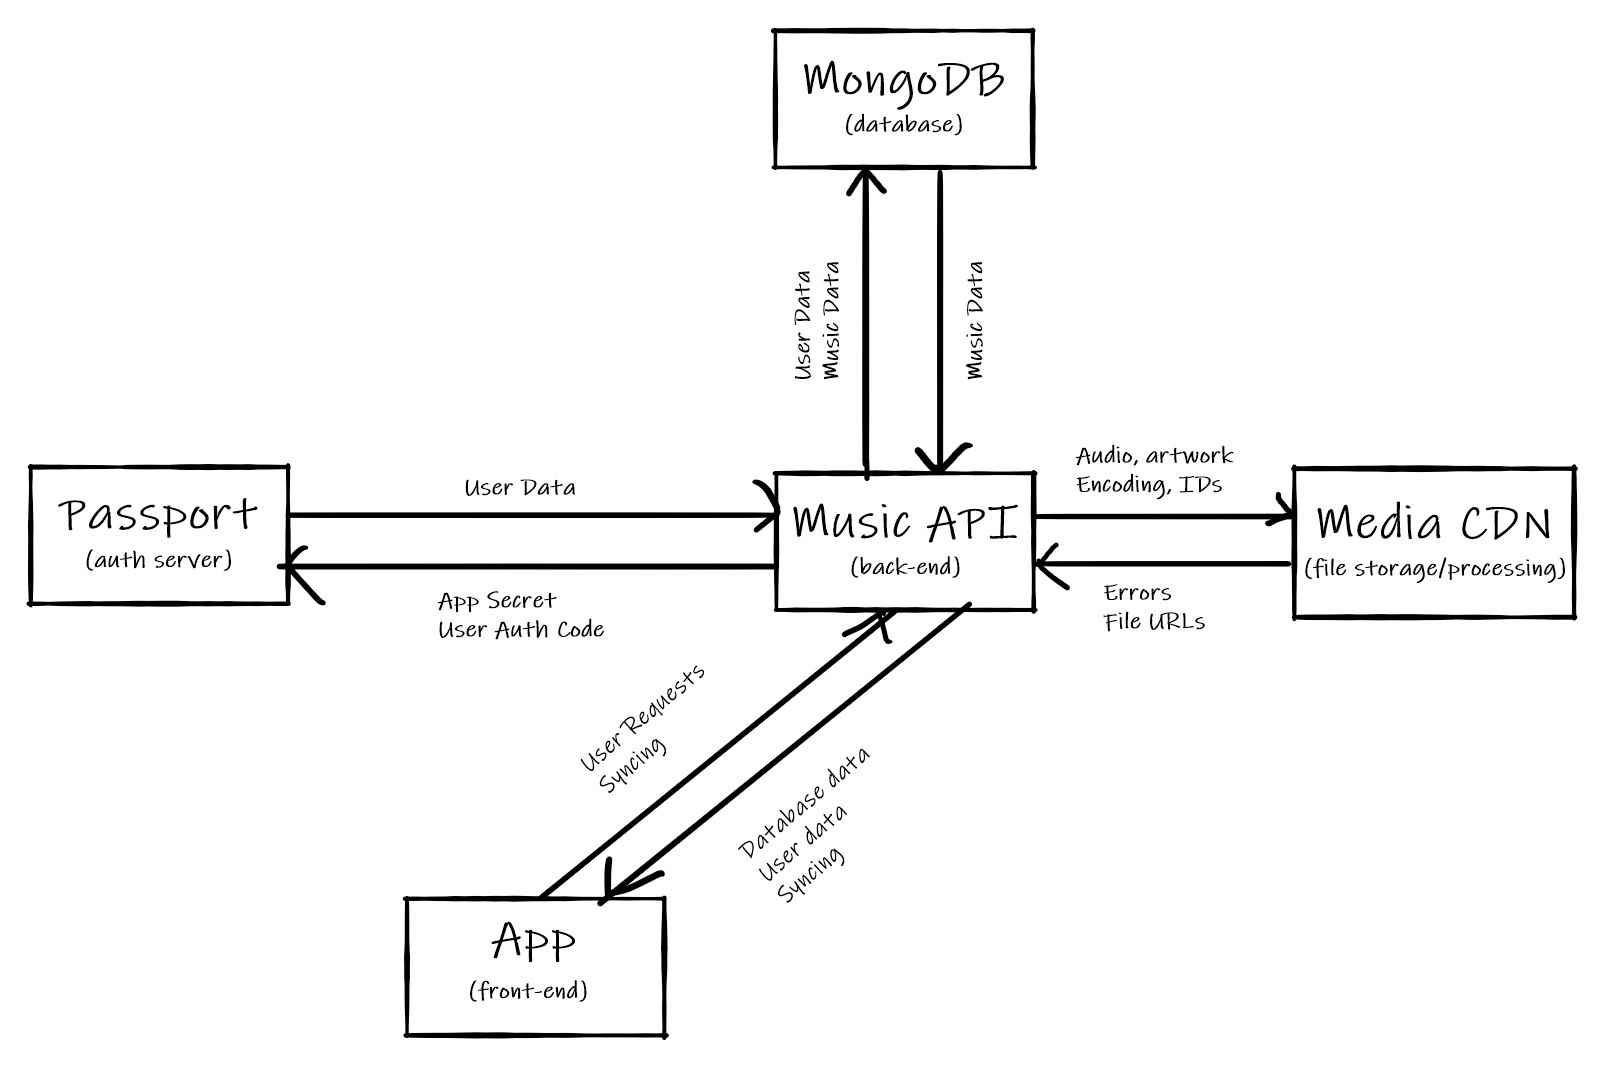 MongoDB
(database)
User Data
Music Data
Music Data
Passport
(auth server)
User Data
App Secret
User Auth Code
Music API
(back-end)
Audio, artwork
Encoding, IDs
Errors
File URLs
Media CDN
(file storage/processing)
User Requests
Syncing
Database data
User data
Syncing
App
(front-end)